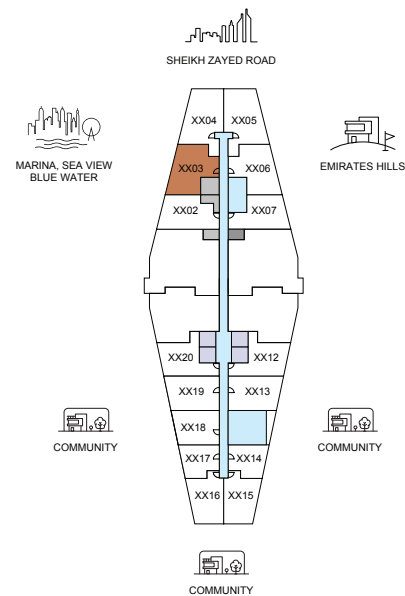 SHEIKH ZAYED ROAD
XX04 XX05
MARINA, SEA VIEW
BLUE WATER
XX03 XX06
EMIRATES HILLS
XX02 XX07
XX20 XX12
XX19 XX13
XX18
COMMUNITY
COMMUNITY
XX17 XX14
XX16 XX15
COMMUNITY